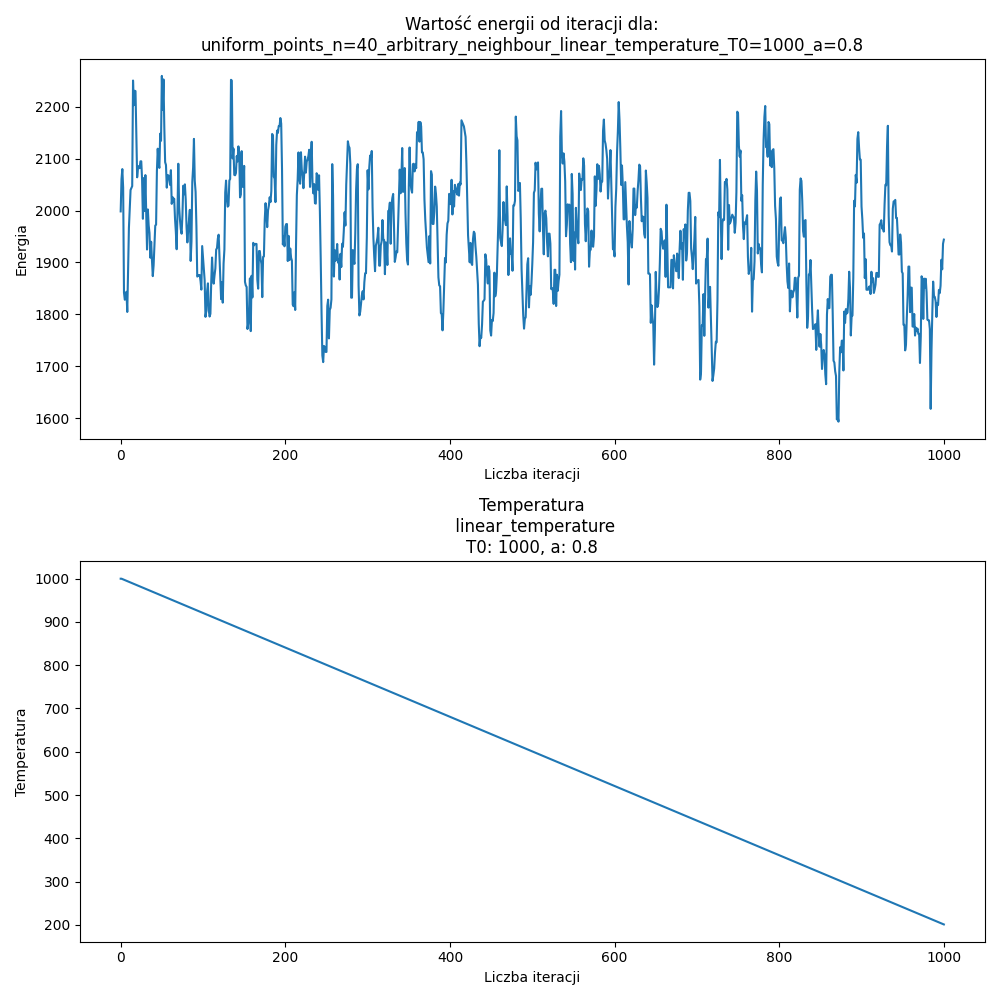 Wartość energii od iteracji dla:
uniform_points_n=40_arbitrary_neighbour_linear_temperature_T0=1000_a=0.8
Energia
2200
2100
2000
1900
1800
1700
1600
0 200 400 600 800 1000
Liczba iteracji
Temperatura
linear_temperature
T0: 1000, a: 0.8
Temperatura
1000
900
800
700
600
500
400
300
200
0 200 400 600 800 1000
Liczba iteracji